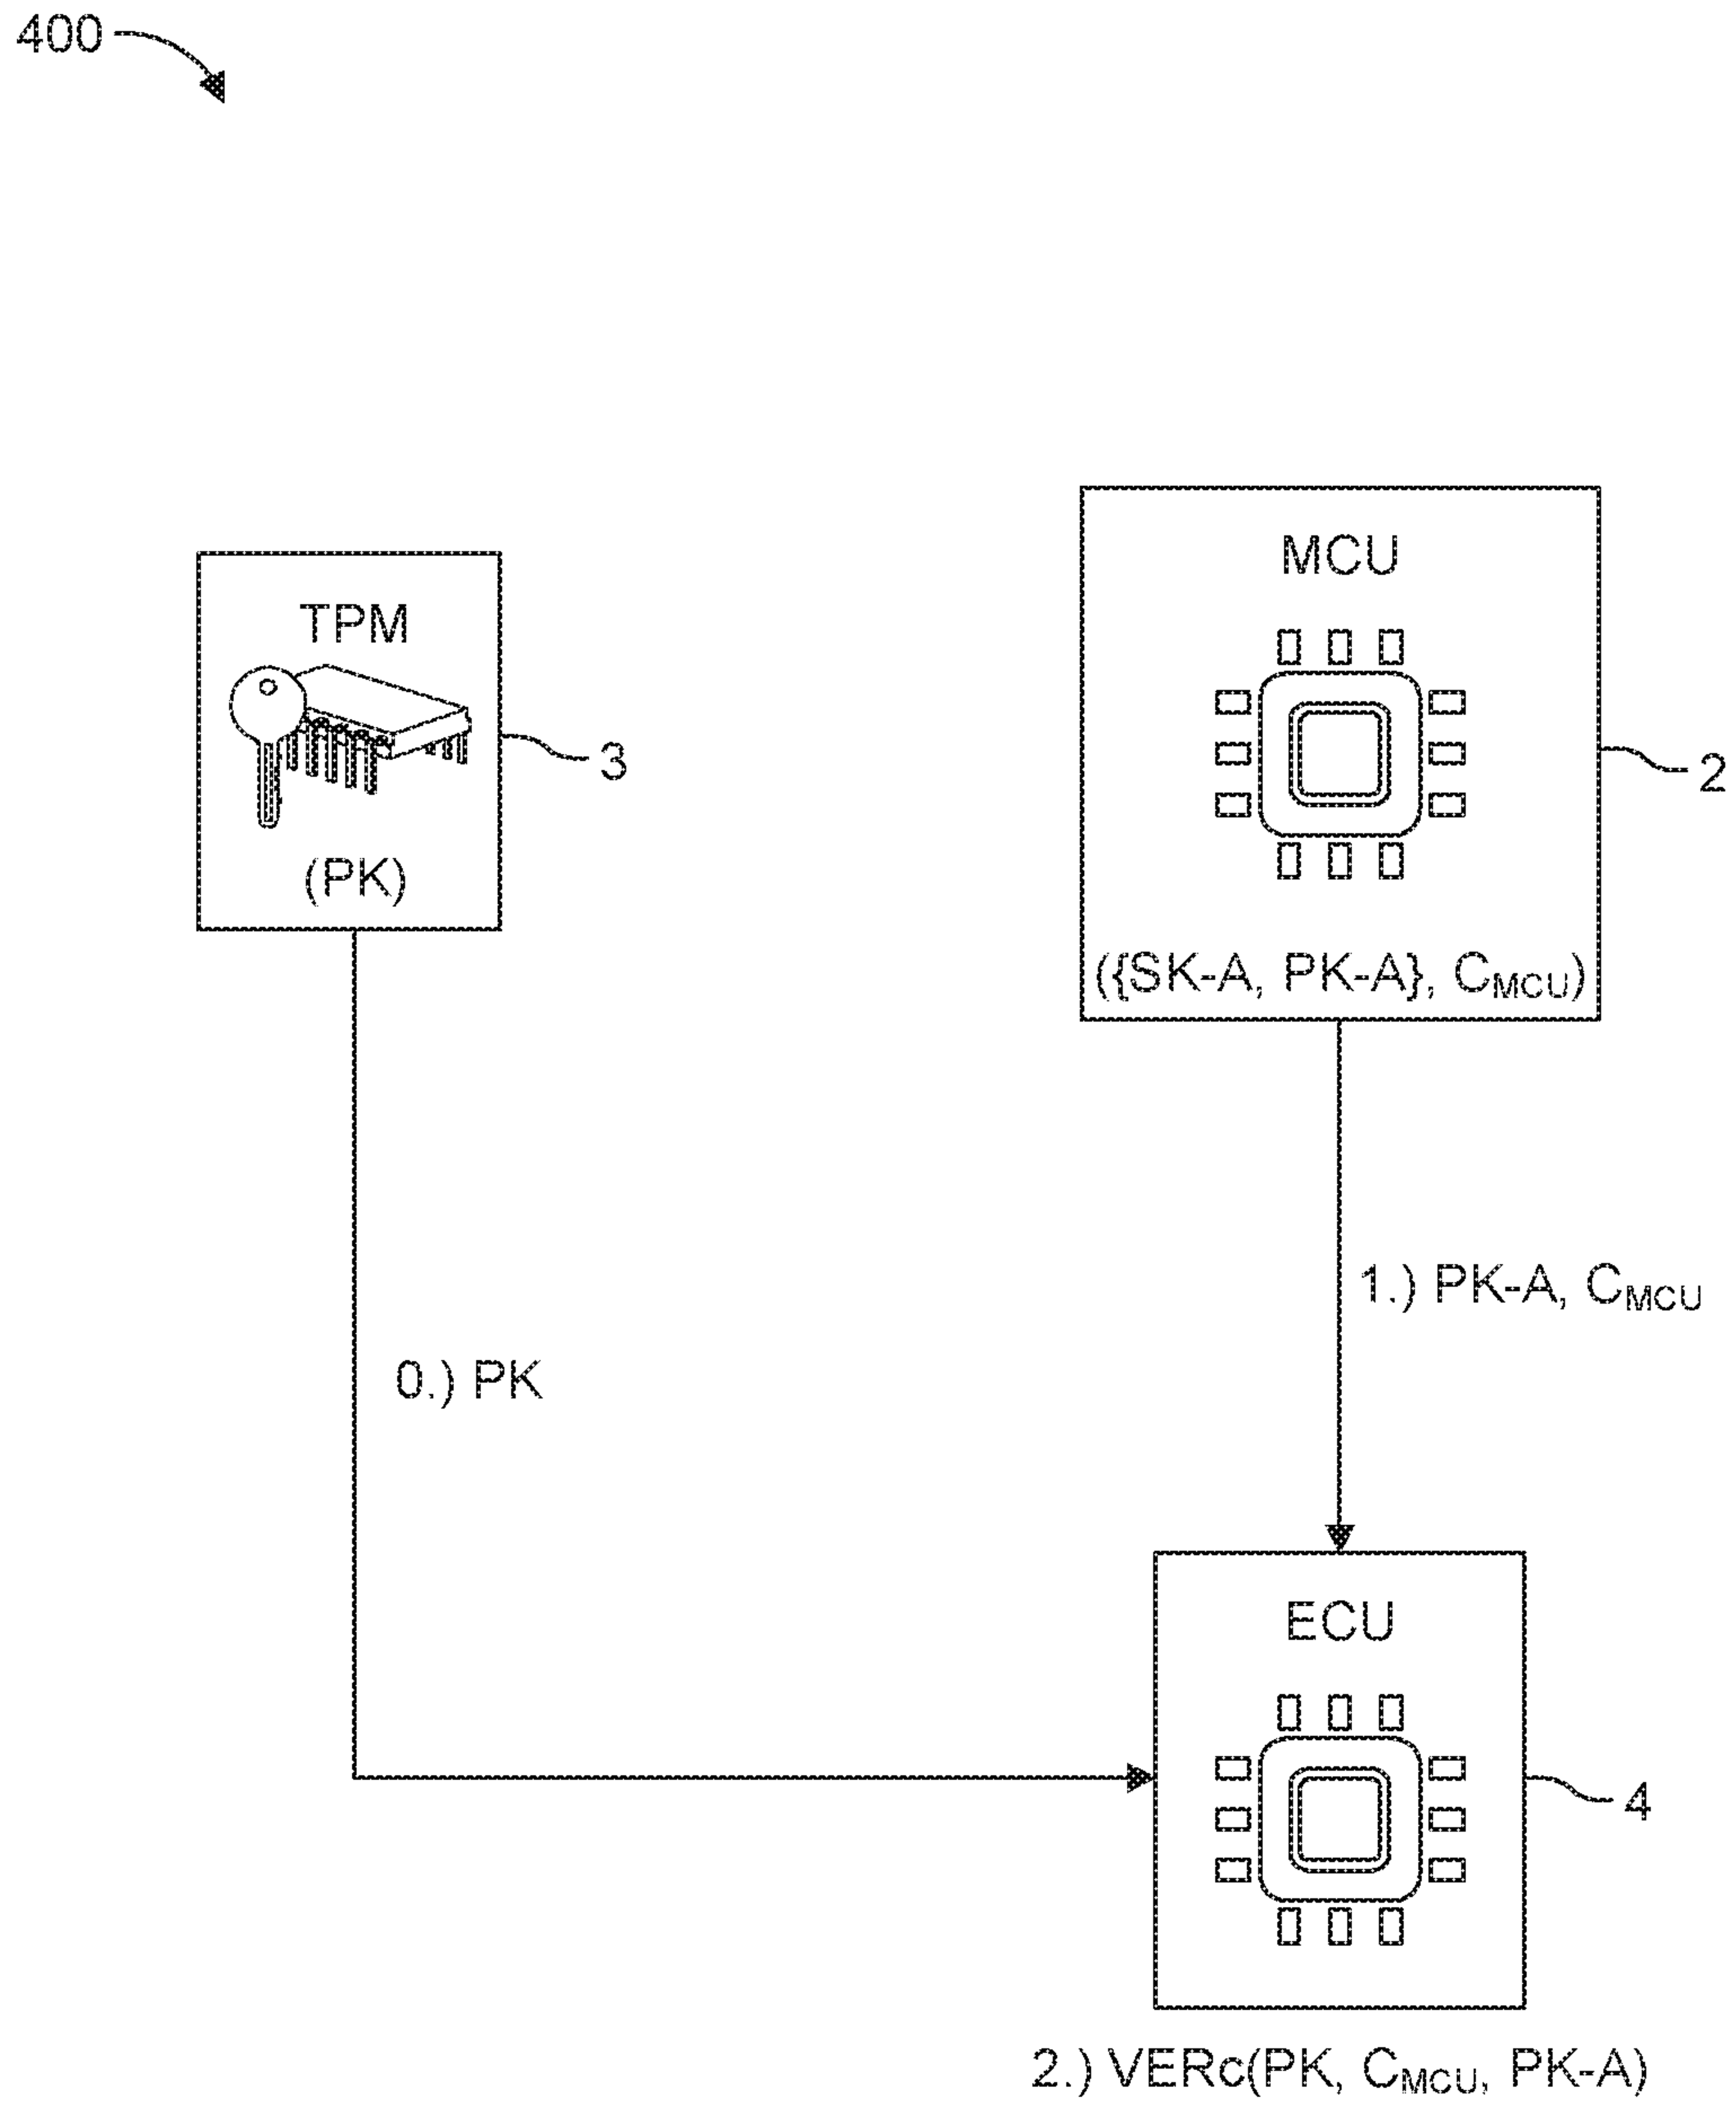 400
MCU
TPM
3
2
(PK)
({SK-A, PK-A}, CMCU)
1.) PK-A, CMCU
0.) PK
ECU
4
2.) VERc(PK, CMCU, PK-A)